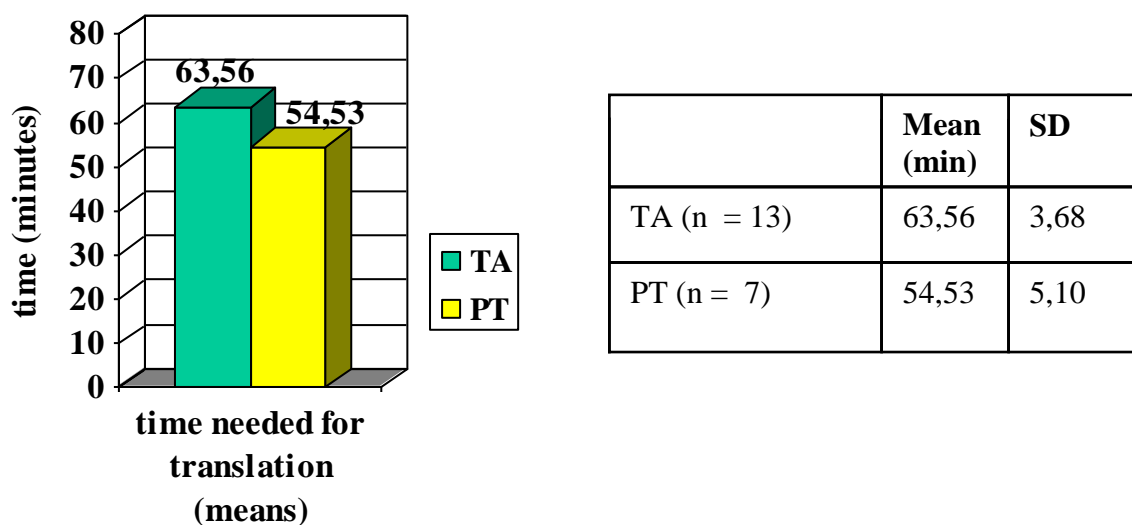 80
70
60
50
40
30
20
10
0
time (minutes)
63,56
54,53
TA
PT
time needed for
translation
(means)
Mean
(min)
SD
TA (n = 13) 63,56 3,68
PT (n = 7) 54,53 5,10